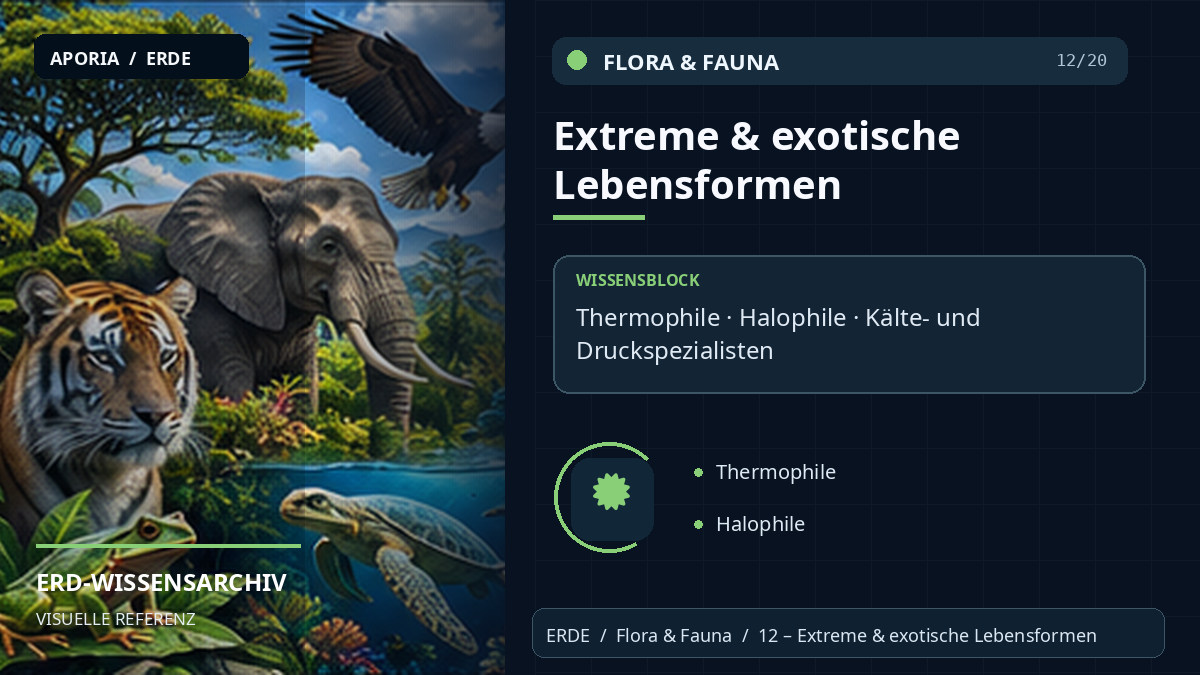 APORIA / ERDE
ERD-WISSENSARCHIV
VISUELLE REFERENZ
FLORA & FAUNA
12/20
Extreme & exotische
Lebensformen
WISSENSBLOCK
Thermophile · Halophile · Kälte- und
Druckspezialisten
Thermophile
Halophile
ERDE / Flora & Fauna / 12 – Extreme & exotische Lebensformen